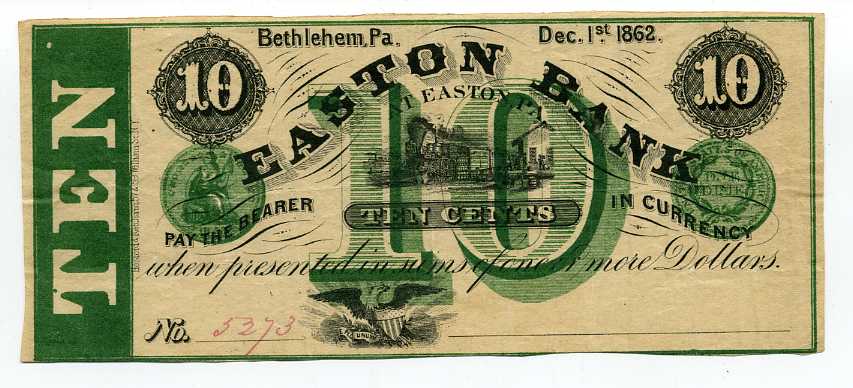 TEN
Bethlehem, Pa. Dec. 1st 1862.
10
10
EASTON BANK
AT EASTON PA
10
TEN CENTS
PAY THE BEARER IN CURRENCY
when presented in sums of one or more Dollars.
No. 5273